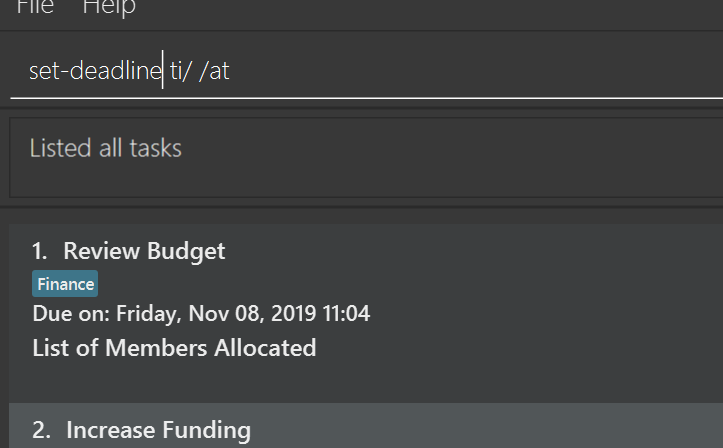 File Help
set-deadline ti/ /at
Listed all tasks
1. Review Budget
Finance
Due on: Friday, Nov 08, 2019 11:04
List of Members Allocated
2. Increase Funding